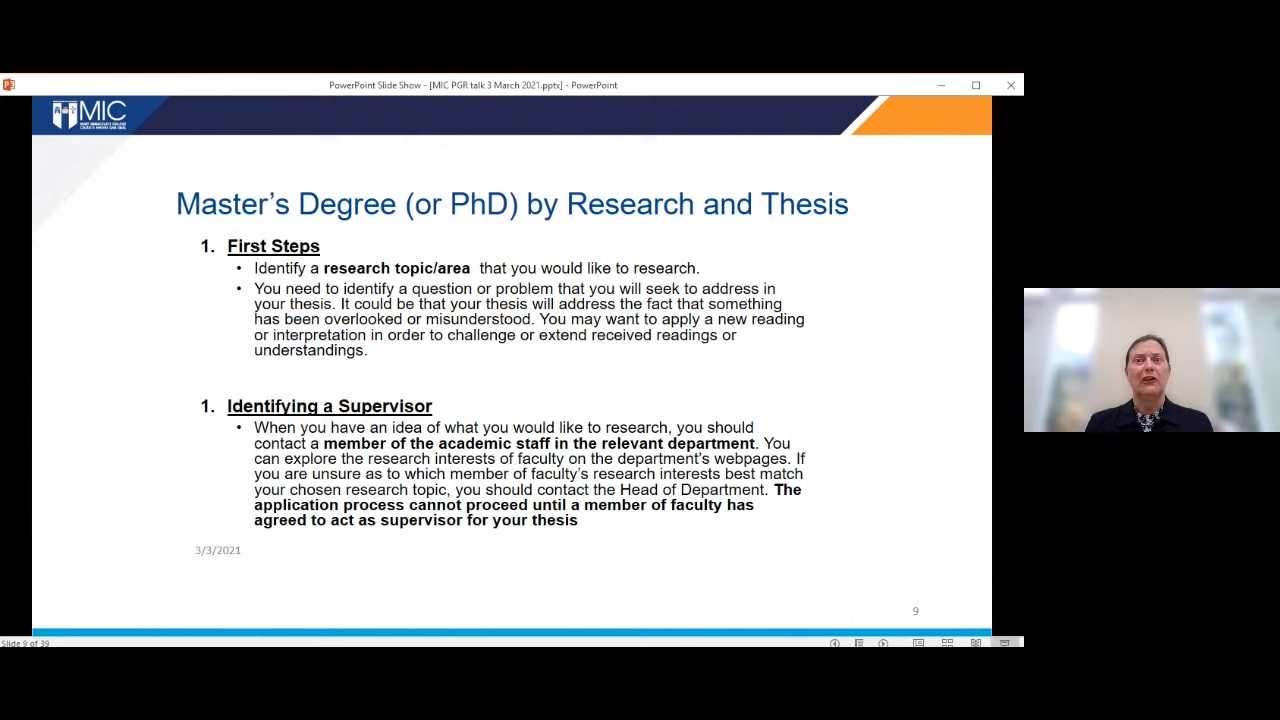 PowerPoint Slide Show - [MIC PGR talk 3 March 2021.pptx] - PowerPoint
MIC
Master's Degree (or PhD) by Research and Thesis
1. First Steps
• Identify a research topic/area that you would like to research.
• You need to identify a question or problem that you will seek to address in
your thesis. It could be that your thesis will address the fact that something
has been overlooked or misunderstood. You may want to apply a new reading
or interpretation in order to challenge or extend received readings or
understandings.
1. Identifying a Supervisor
• When you have an idea of what you would like to research, you should
contact a member of the academic staff in the relevant department. You
can explore the research interests of faculty on the department's webpages. If
you are unsure as to which member of faculty's research interests best match
your chosen research topic, you should contact the Head of Department. The
application process cannot proceed until a member of faculty has
agreed to act as supervisor for your thesis
3/3/2021
9
Slide 9 of 39